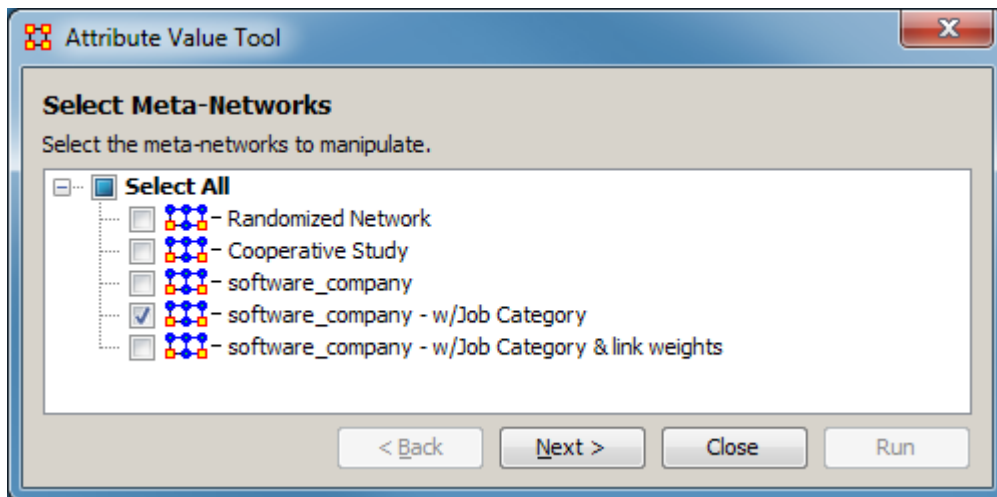 Attribute Value Tool
Select Meta-Networks
Select the meta-networks to manipulate.
Select All
Randomized Network
Cooperative Study
software_company
software_company - w/Job Category
software_company - w/Job Category & link weights
< Back Next > Close Run